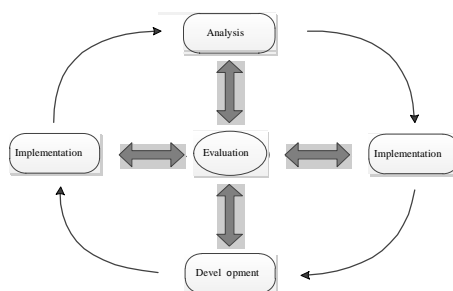 Analysis
Implementation
Evaluation
Implementation
Devel opment